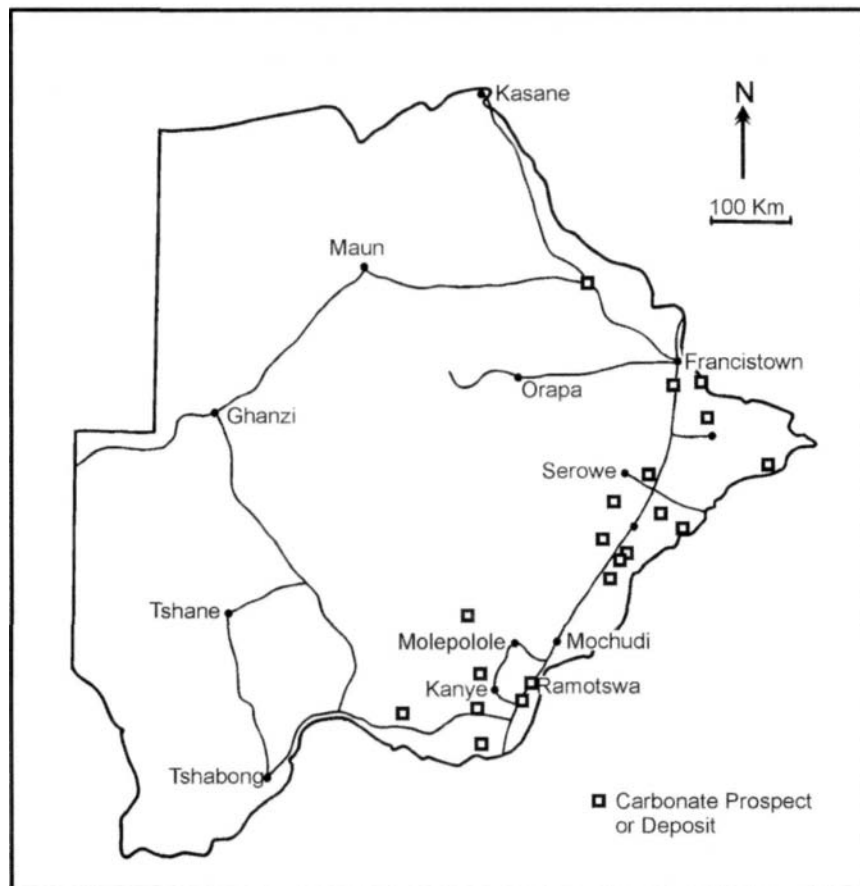 Kasane
N
100 Km
Maun
Francistown
Orapa
Ghanzi
Serowe
Tshane
Molepolole
Mochudi
Kanye
Ramotswa
Tshabong
Carbonate Prospect
or Deposit